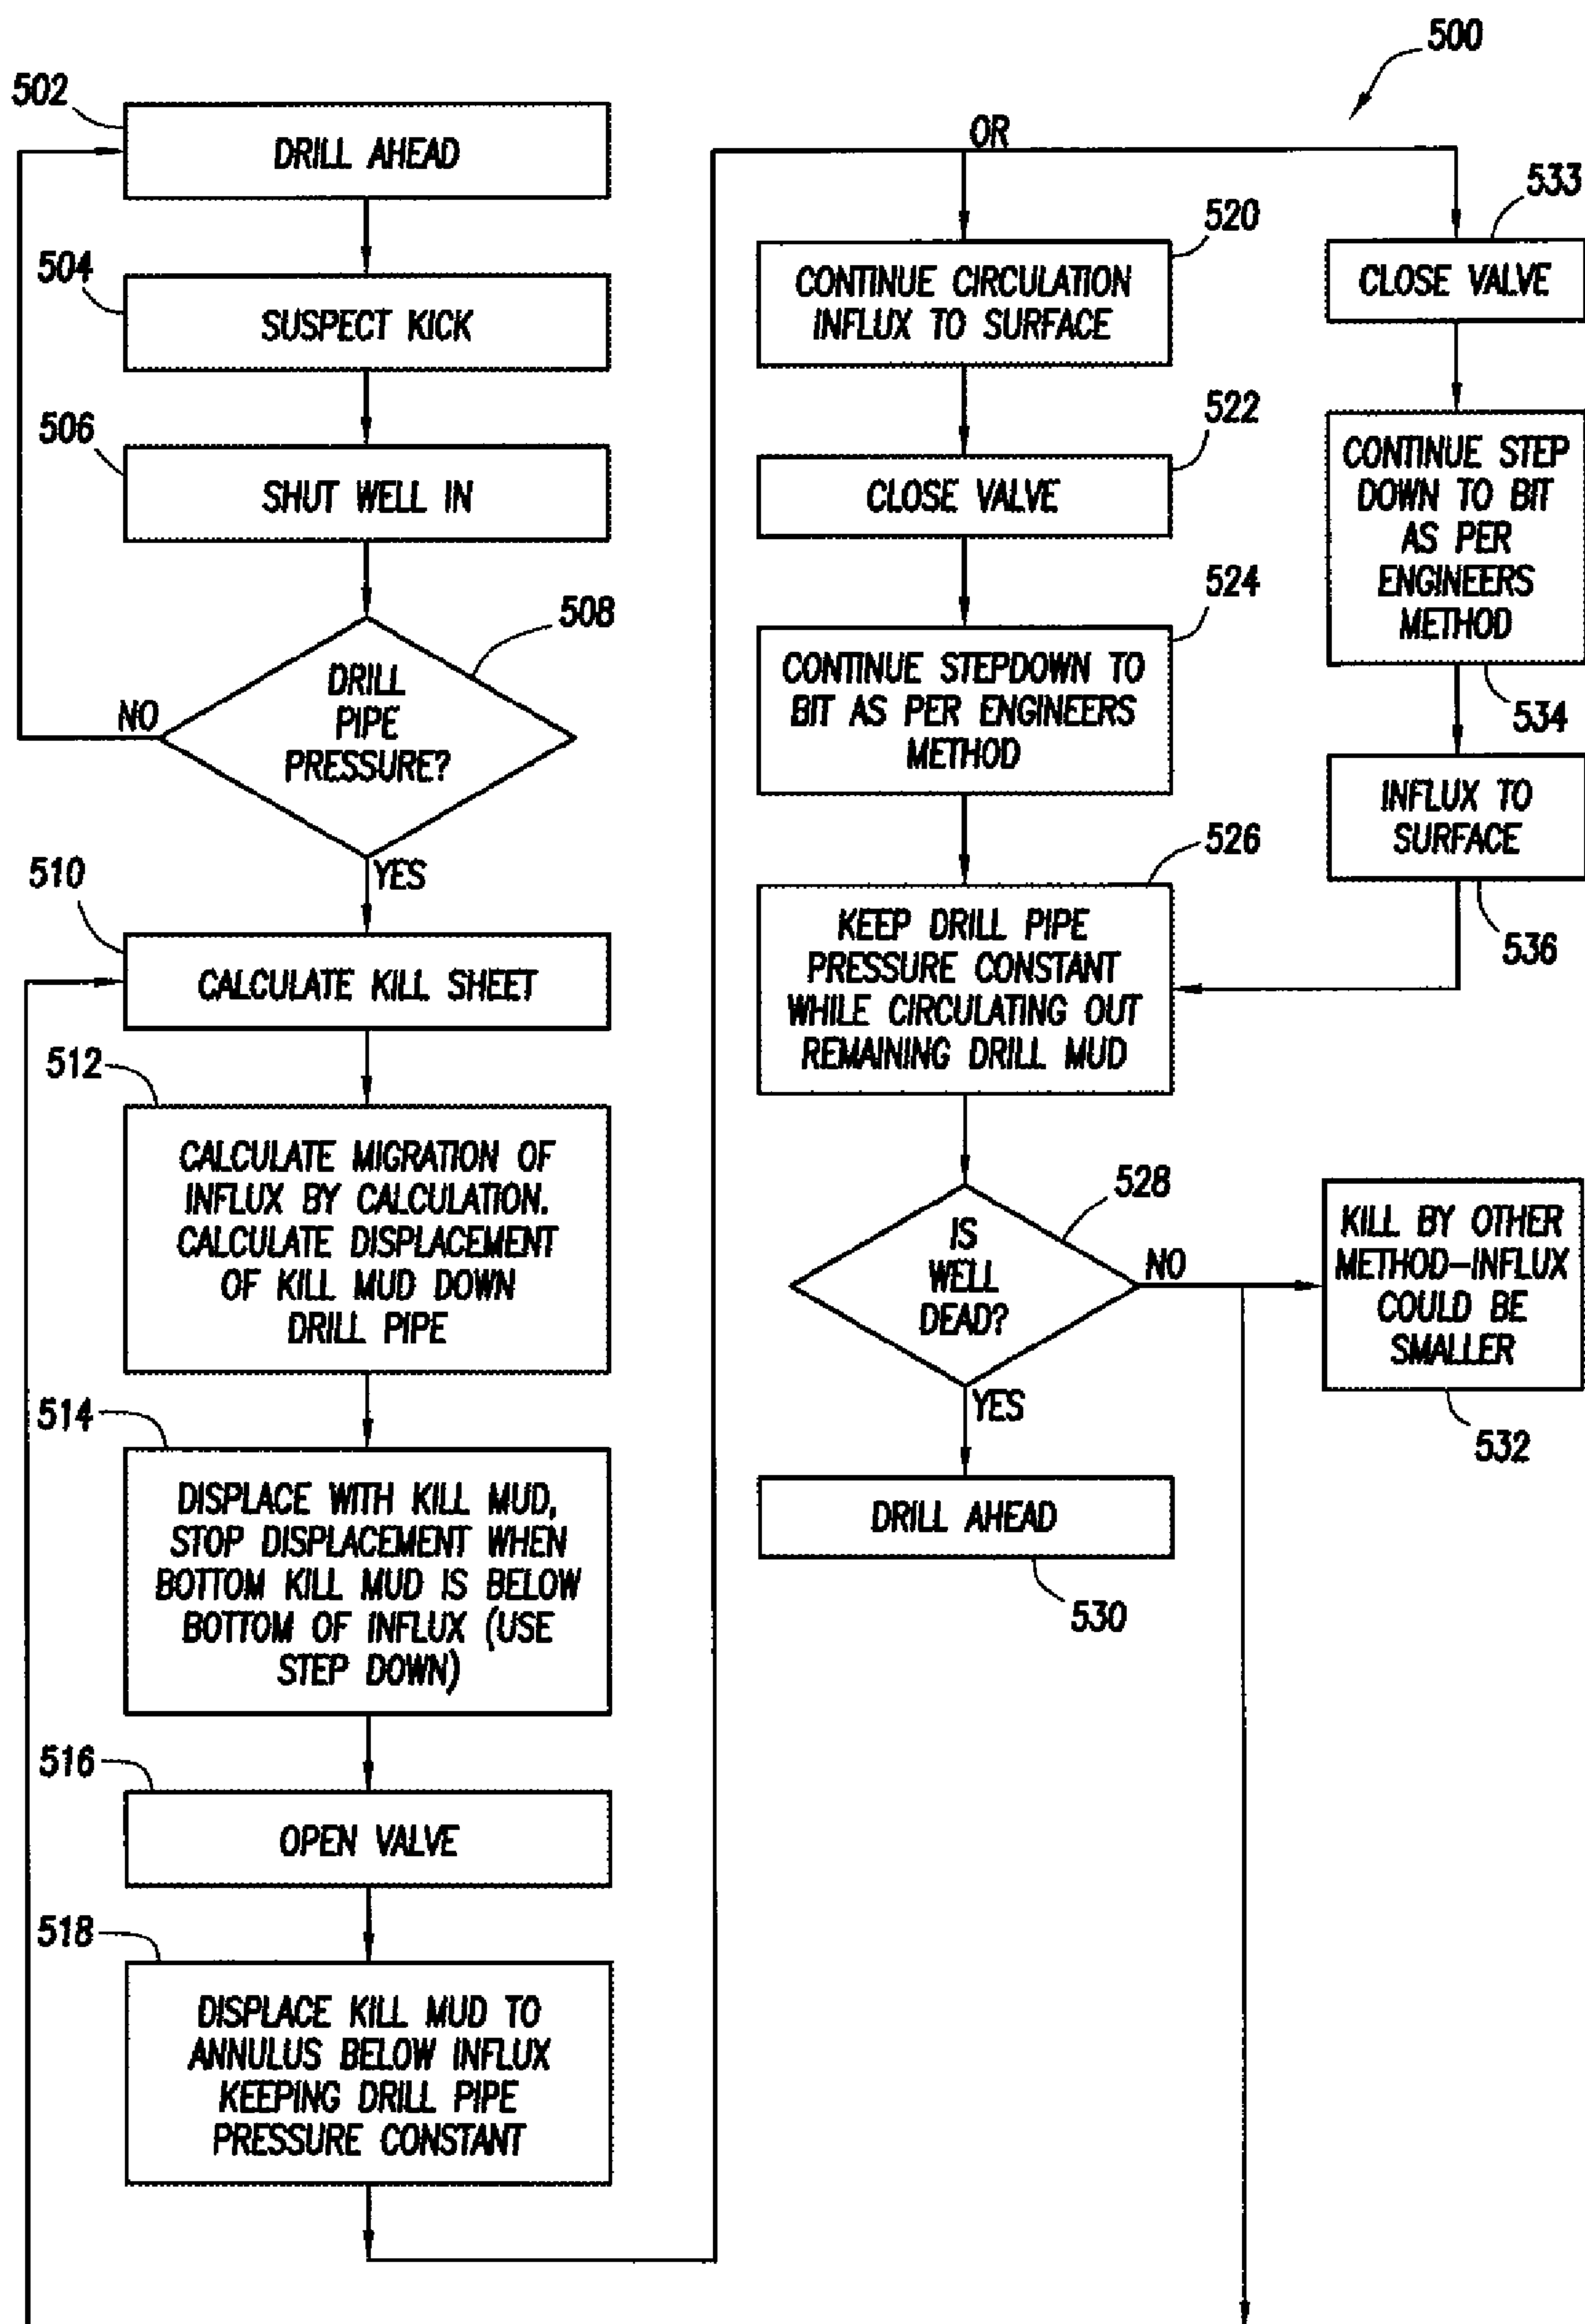 500
502
DRILL AHEAD
504
SUSPECT KICK
506
SHUT WELL IN
508
DRILL
PIPE
PRESSURE?
NO
YES
510
CALCULATE KILL SHEET
512
CALCULATE MIGRATION OF
INFLUX BY CALCULATION.
CALCULATE DISPLACEMENT
OF KILL MUD DOWN
DRILL PIPE
514
DISPLACE WITH KILL MUD,
STOP DISPLACEMENT WHEN
BOTTOM KILL MUD IS BELOW
BOTTOM OF INFLUX (USE
STEP DOWN)
516
OPEN VALVE
518
DISPLACE KILL MUD TO
ANNULUS BELOW INFLUX
KEEPING DRILL PIPE
PRESSURE CONSTANT
OR
520
CONTINUE CIRCULATION
INFLUX TO SURFACE
522
CLOSE VALVE
524
CONTINUE STEPDOWN TO
BIT AS PER ENGINEERS
METHOD
526
KEEP DRILL PIPE
PRESSURE CONSTANT
WHILE CIRCULATING OUT
REMAINING DRILL MUD
528
IS
WELL
DEAD?
NO
YES
DRILL AHEAD
530
533
CLOSE VALVE
CONTINUE STEP
DOWN TO BIT
AS PER
ENGINEERS
METHOD
534
INFLUX TO
SURFACE
536
KILL BY OTHER
METHOD-INFLUX
COULD BE
SMALLER
532